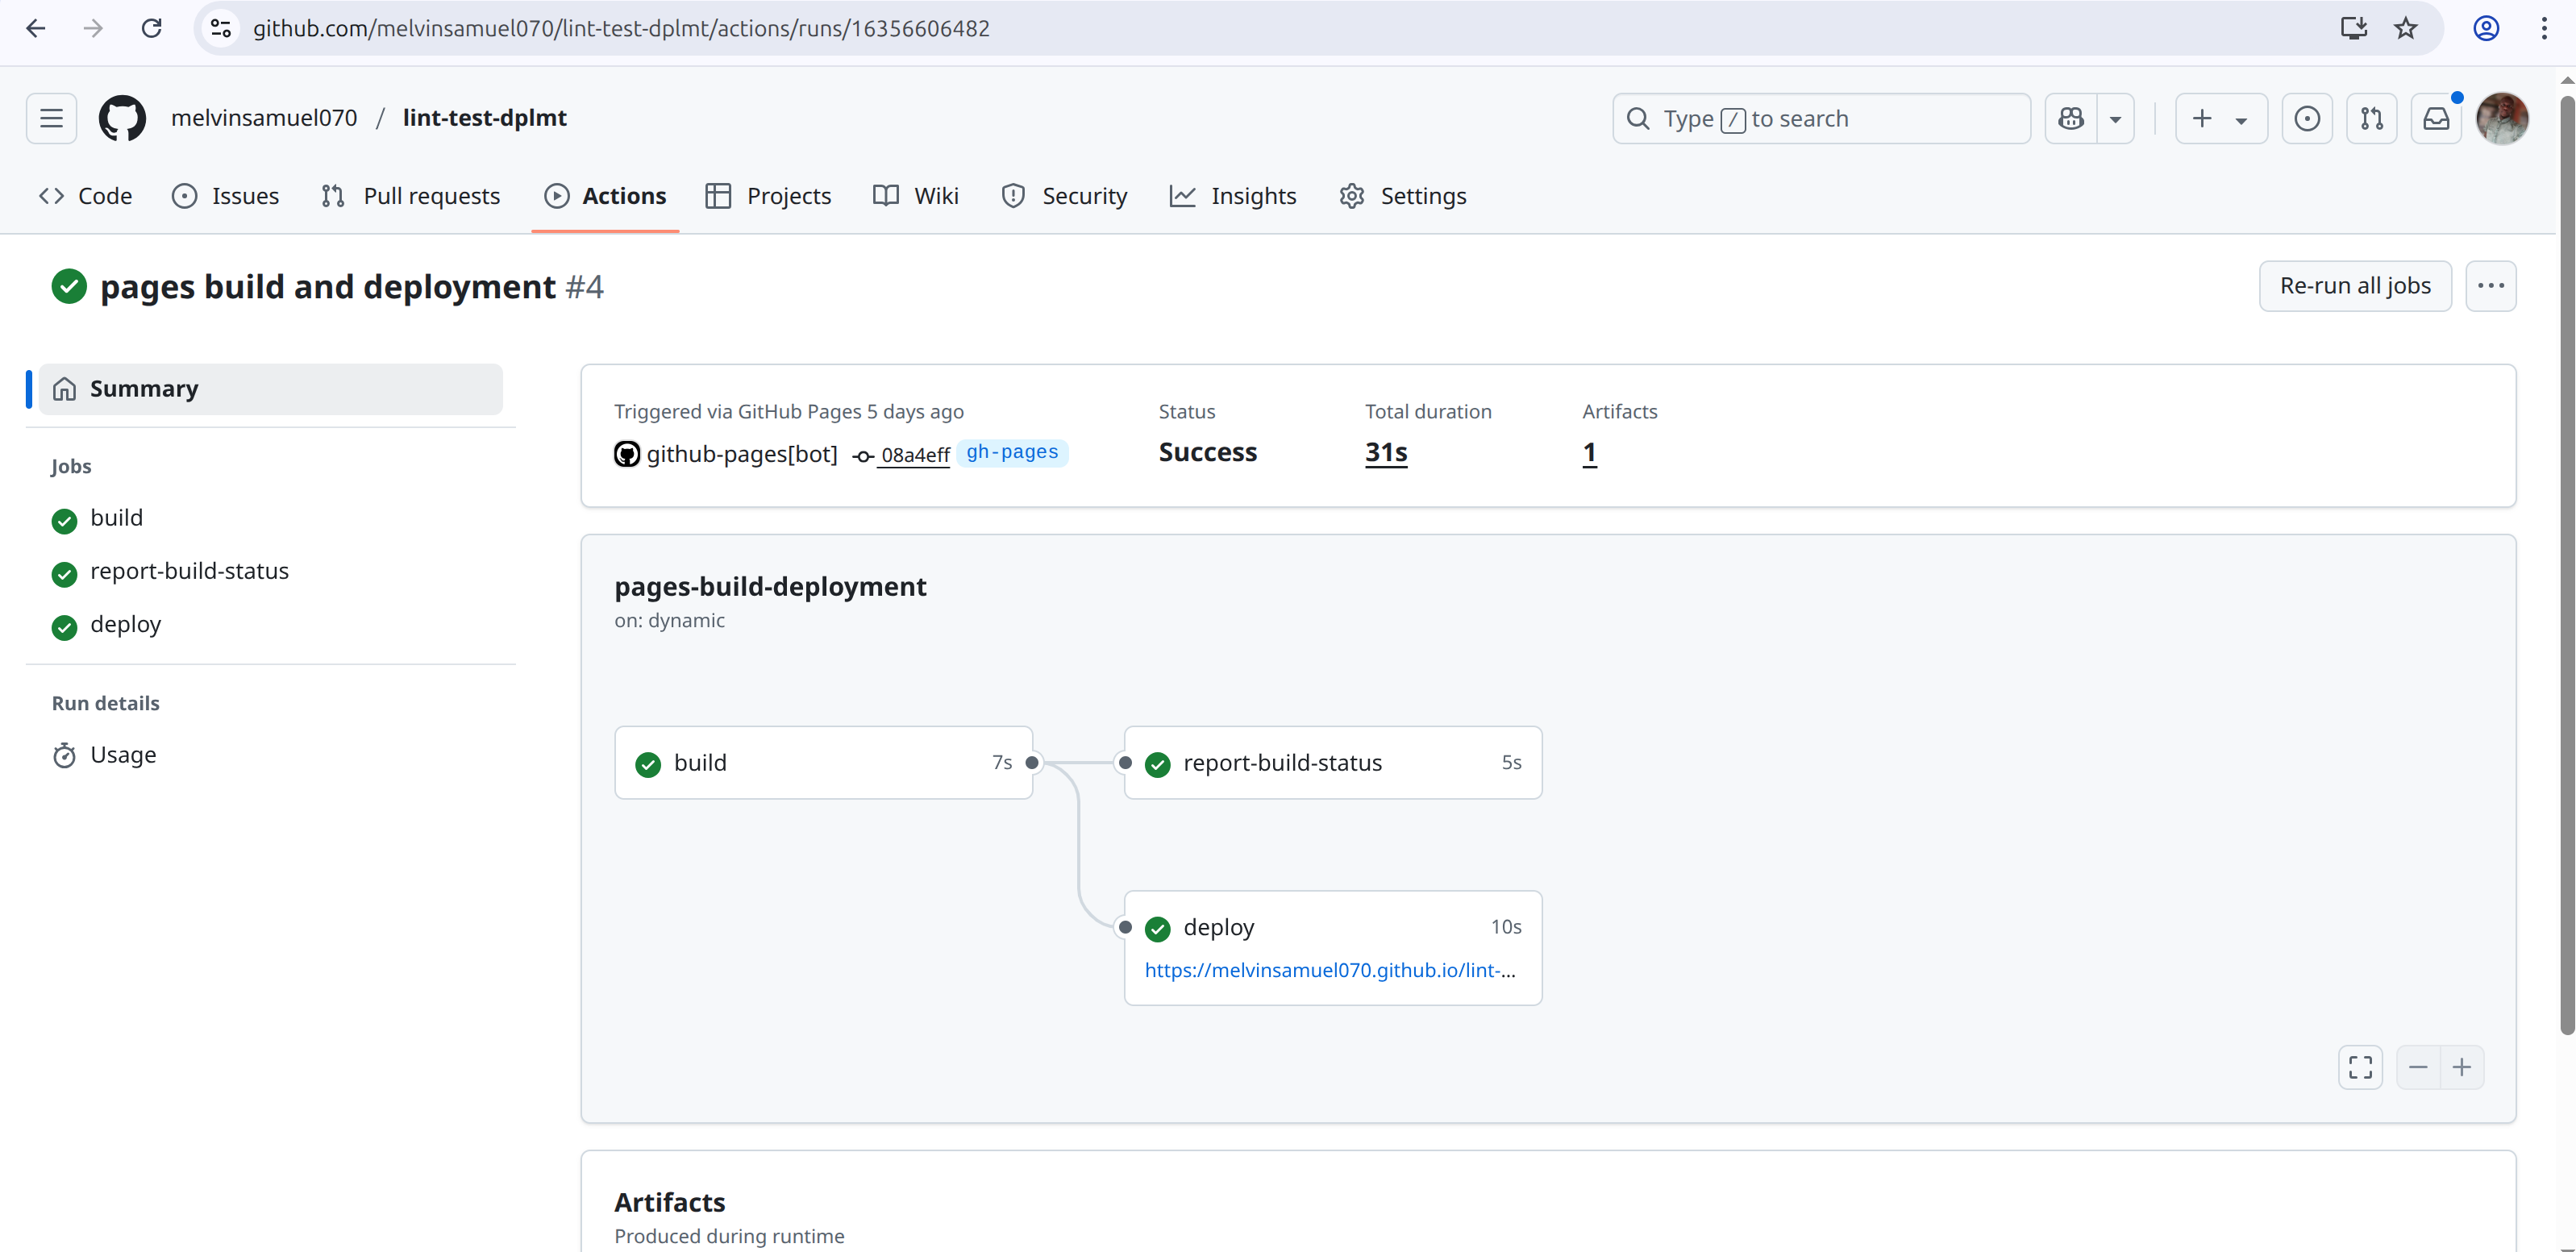 github.com/melvinsamuel070/lint-test-dplmt/actions/runs/16356606482
melvinsamuel070 / lint-test-dplmt
Type / to search
Code Issues Pull requests Actions Projects Wiki Security Insights Settings
pages build and deployment #4
Re-run all jobs
Summary
Jobs
build
report-build-status
deploy
Run details
Usage
Triggered via GitHub Pages 5 days ago
github-pages[bot] 08a4eff gh-pages
Status
Success
Total duration
31s
Artifacts
1
pages-build-deployment
on: dynamic
build 7s
report-build-status 5s
deploy 10s
https://melvinsamuel070.github.io/lint-...
Artifacts
Produced during runtime